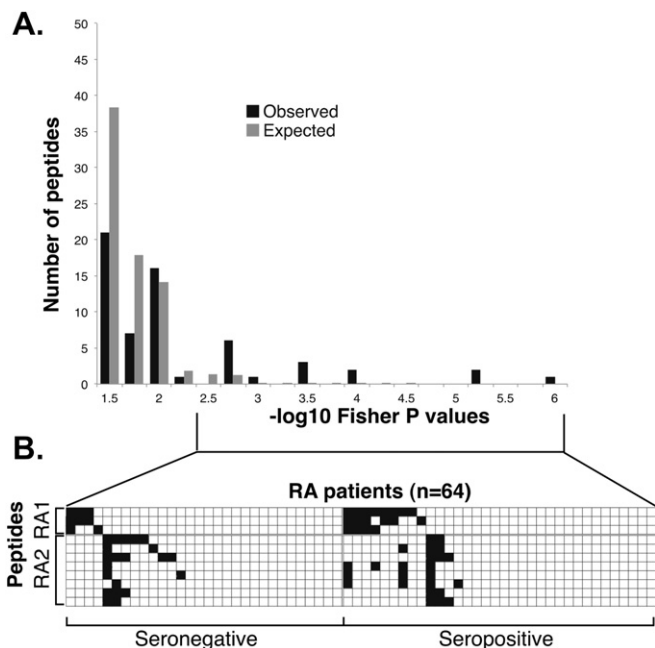 A.
50
45
40
35
30
25
20
15
10
5
0
Number of peptides
Observed
Expected
1.5 2 2.5 3 3.5 4 4.5 5 5.5 6
-log10 Fisher P values
B.
RA patients (n=64)
Peptides
RA1
RA2
Seronegative Seropositive